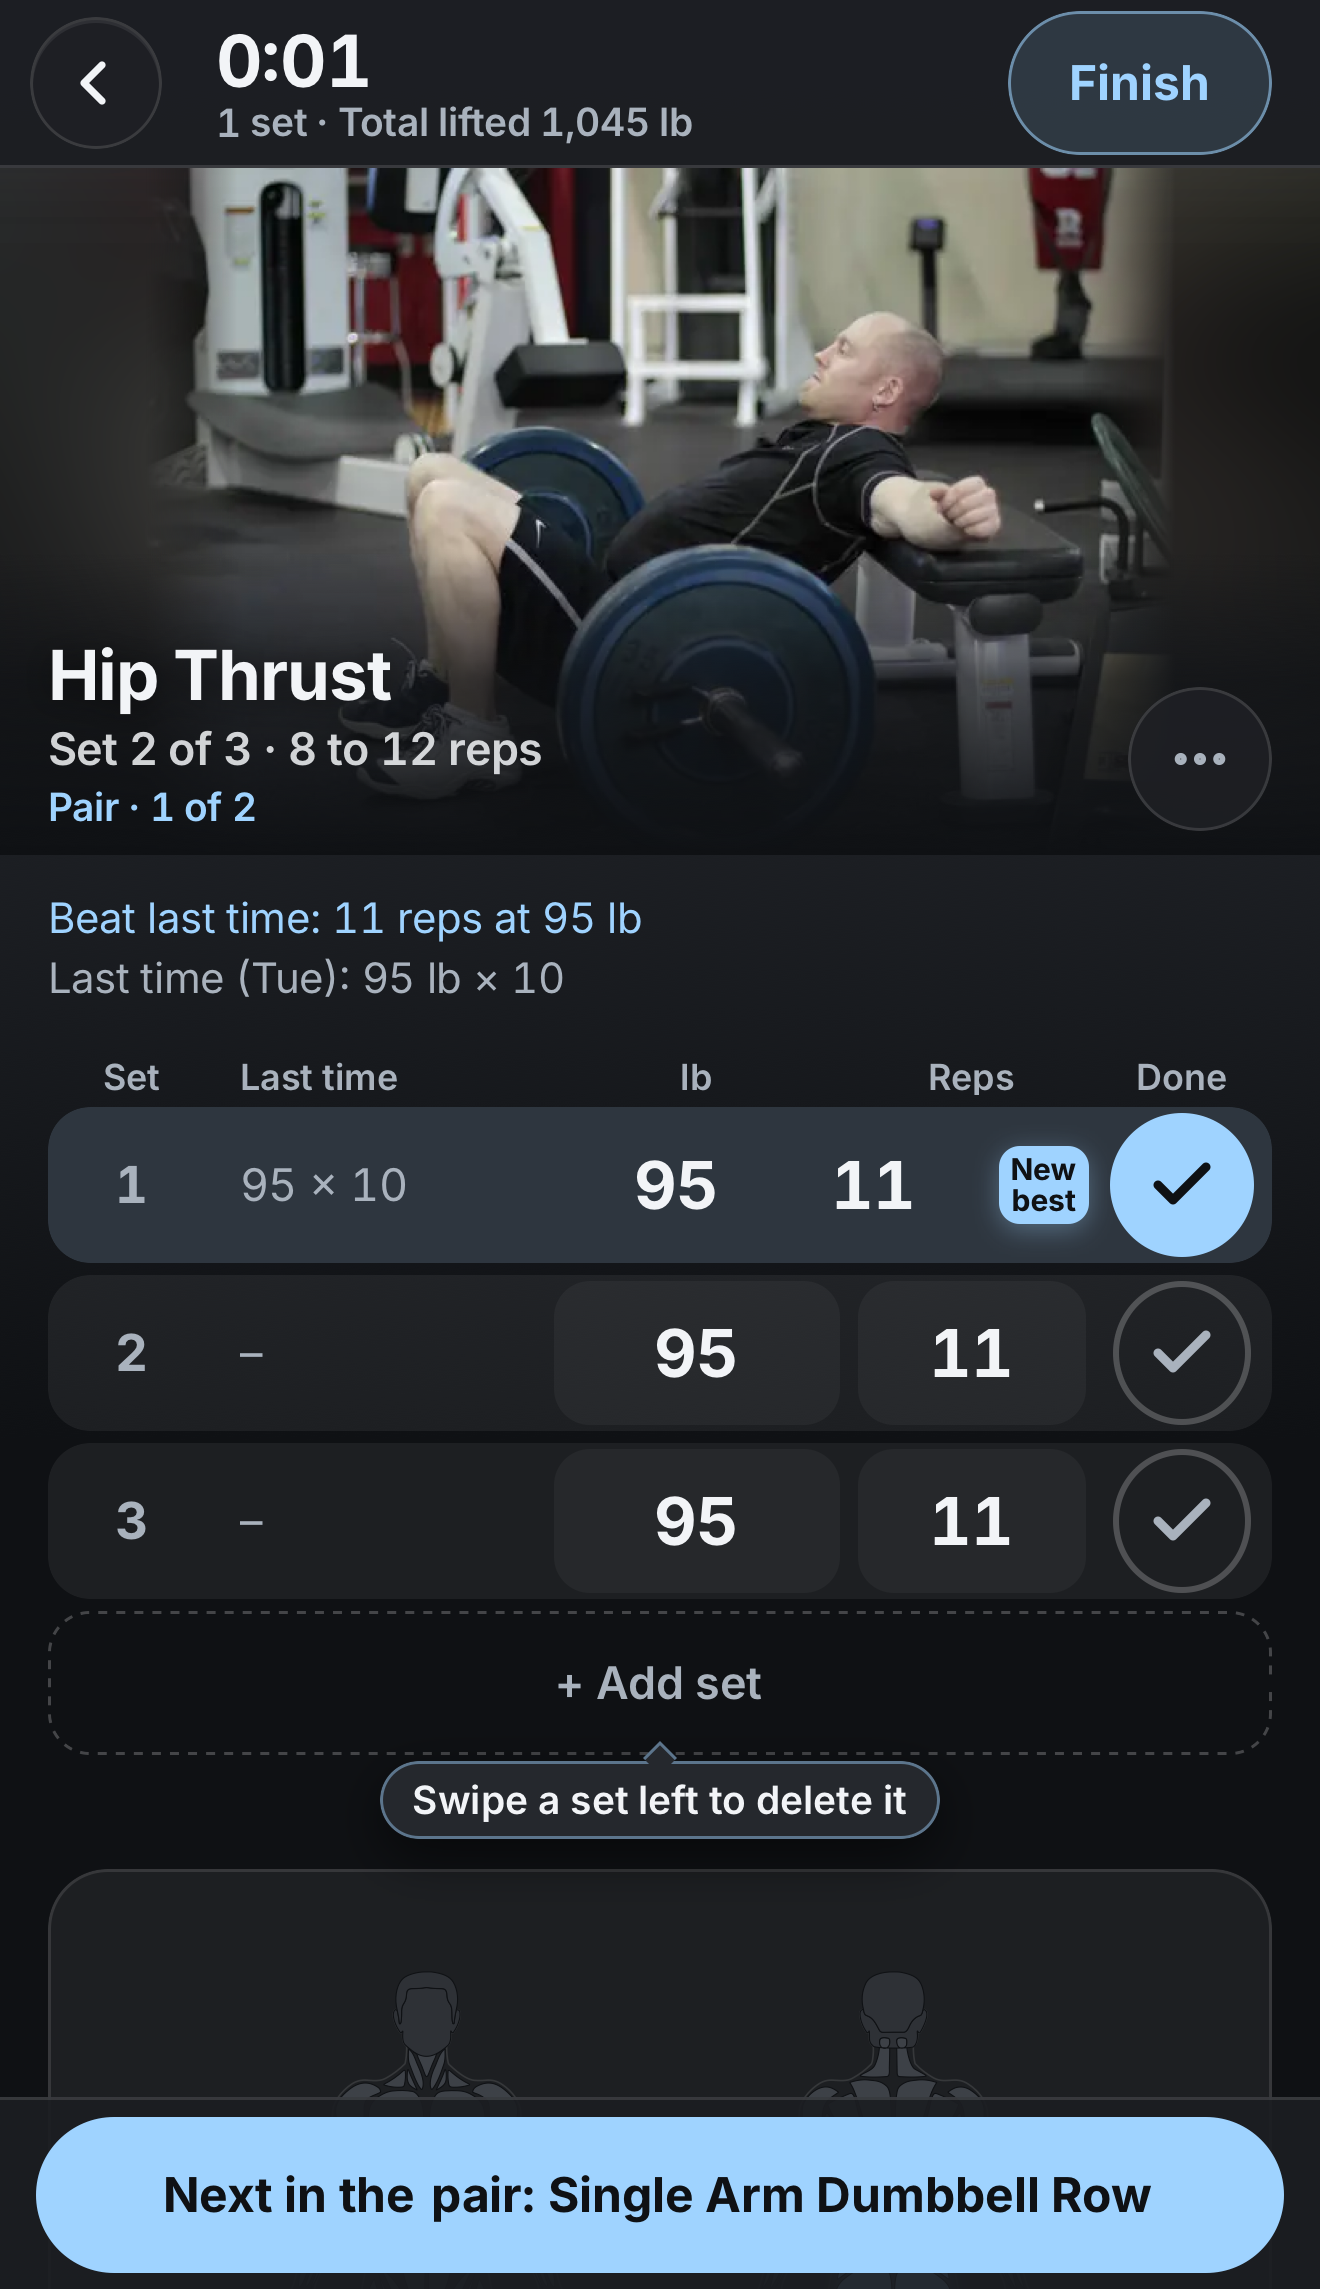 0:01
1 set · Total lifted 1,045 lb
Finish
Hip Thrust
Set 2 of 3 · 8 to 12 reps
Pair · 1 of 2
Beat last time: 11 reps at 95 lb
Last time (Tue): 95 lb × 10
Set Last time lb Reps Done
1 95 × 10 95 11 New best
2 – 95 11
3 – 95 11
+ Add set
Swipe a set left to delete it
Next in the pair: Single Arm Dumbbell Row